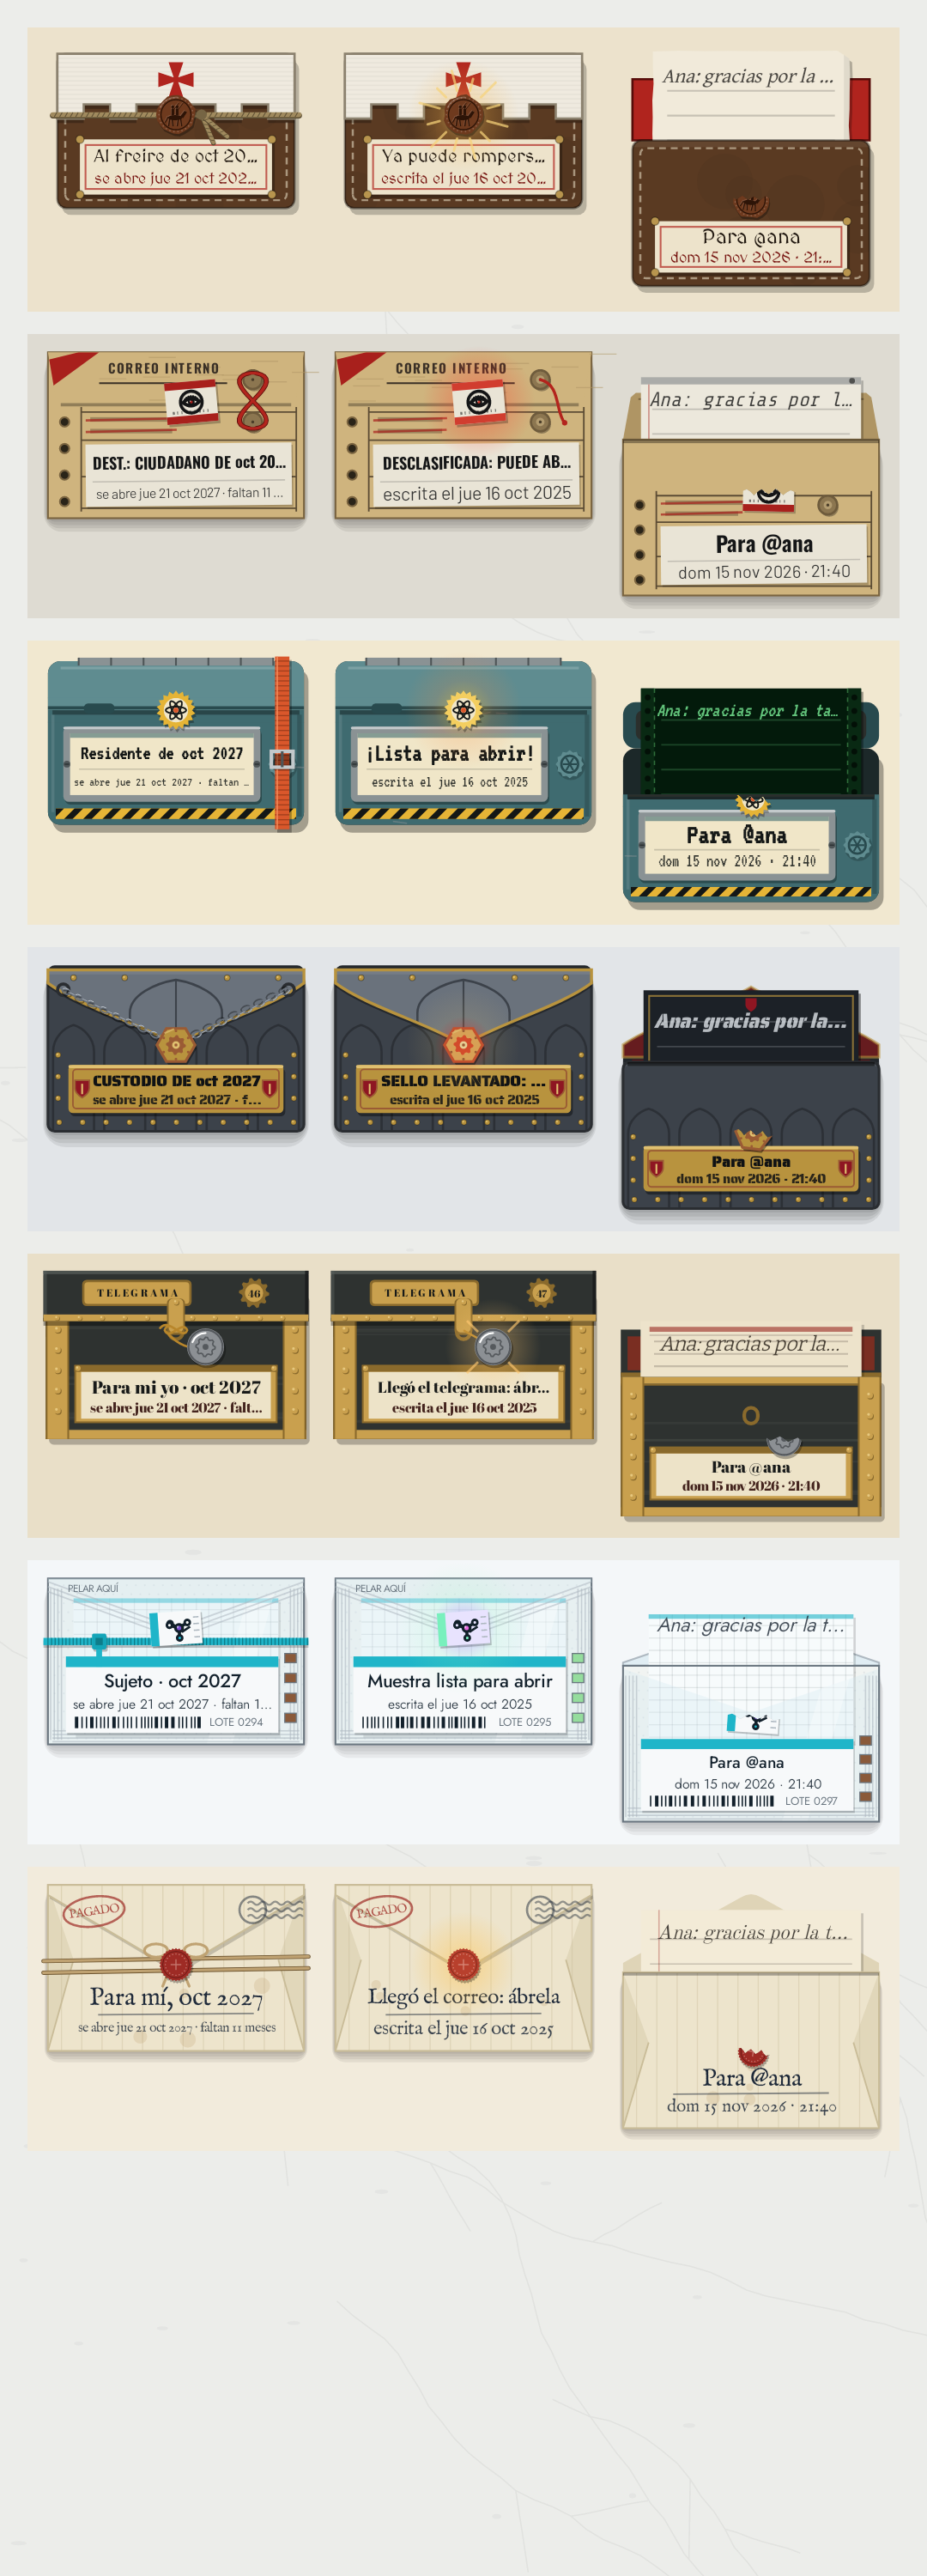 Al freire de oct 20...
se abre jue 21 oct 202...
Ya puede rompers...
escrita el jue 16 oct 20...
Ana: gracias por la ...
Para @ana
dom 15 nov 2026 · 21:...
CORREO INTERNO
DEST.: CIUDADANO DE oct 20...
se abre jue 21 oct 2027 · faltan 11 ...
CORREO INTERNO
DESCLASIFICADA: PUEDE AB...
escrita el jue 16 oct 2025
Ana: gracias por l...
Para @ana
dom 15 nov 2026 · 21:40
Residente de oct 2027
se abre jue 21 oct 2027 · faltan ...
¡Lista para abrir!
escrita el jue 16 oct 2025
Ana: gracias por la ta...
Para @ana
dom 15 nov 2026 · 21:40
CUSTODIO DE oct 2027
se abre jue 21 oct 2027 · f...
SELLO LEVANTADO: ...
escrita el jue 16 oct 2025
Ana: gracias por la...
Para @ana
dom 15 nov 2026 · 21:40
TELEGRAMA
46
Para mi yo · oct 2027
se abre jue 21 oct 2027 · falt...
TELEGRAMA
47
Llegó el telegrama: ábr...
escrita el jue 16 oct 2025
Ana: gracias por la...
Para @ana
dom 15 nov 2026 · 21:40
PELAR AQUÍ
Sujeto · oct 2027
se abre jue 21 oct 2027 · faltan 1...
LOTE 0294
PELAR AQUÍ
Muestra lista para abrir
escrita el jue 16 oct 2025
LOTE 0295
Ana: gracias por la t...
Para @ana
dom 15 nov 2026 · 21:40
LOTE 0297
PAGADO
Para mí, oct 2027
se abre jue 21 oct 2027 · faltan 11 meses
PAGADO
Llegó el correo: ábrela
escrita el jue 16 oct 2025
Ana: gracias por la t...
Para @ana
dom 15 nov 2026 · 21:40